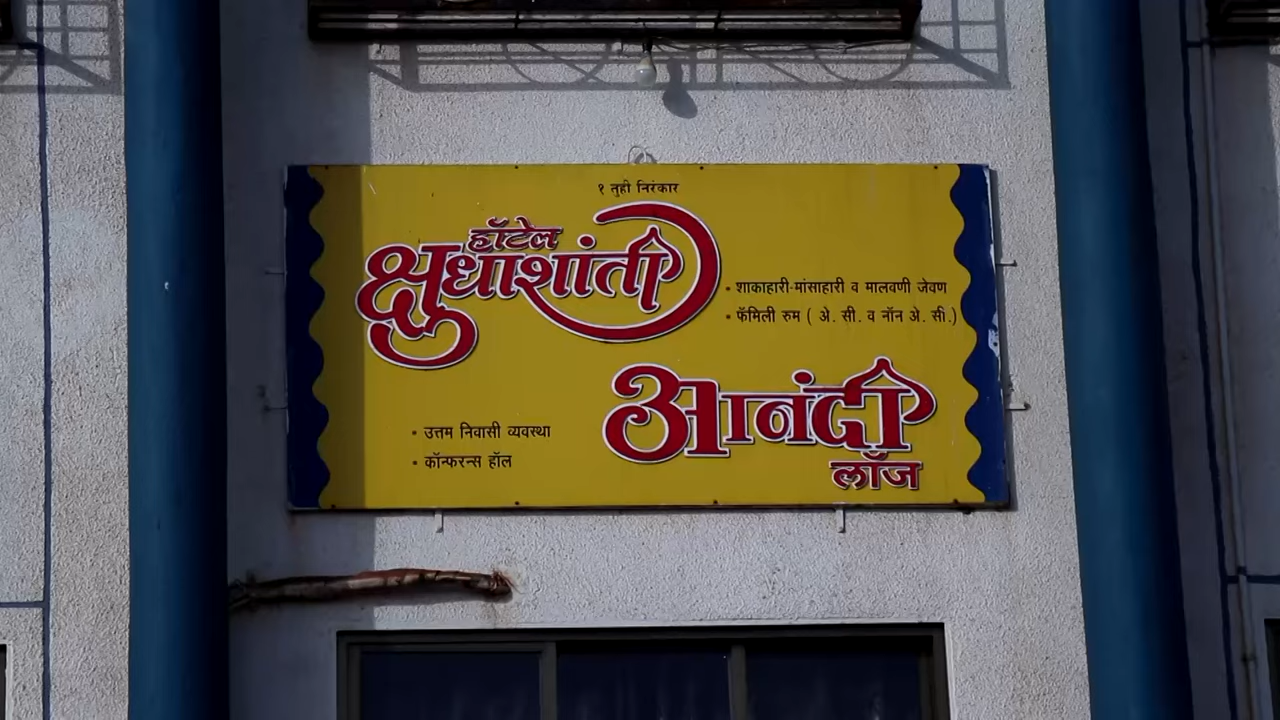 १ तुही निरंकार
हॉटेल
क्षुधाशांती
• शाकाहारी-मांसाहारी व मालवणी जेवण
• फॅमिली रुम ( ए. सी. व नॉन ए. सी.)
आनंदी
लॉज
• उत्तम निवासी व्यवस्था
• कॉन्फरन्स हॉल